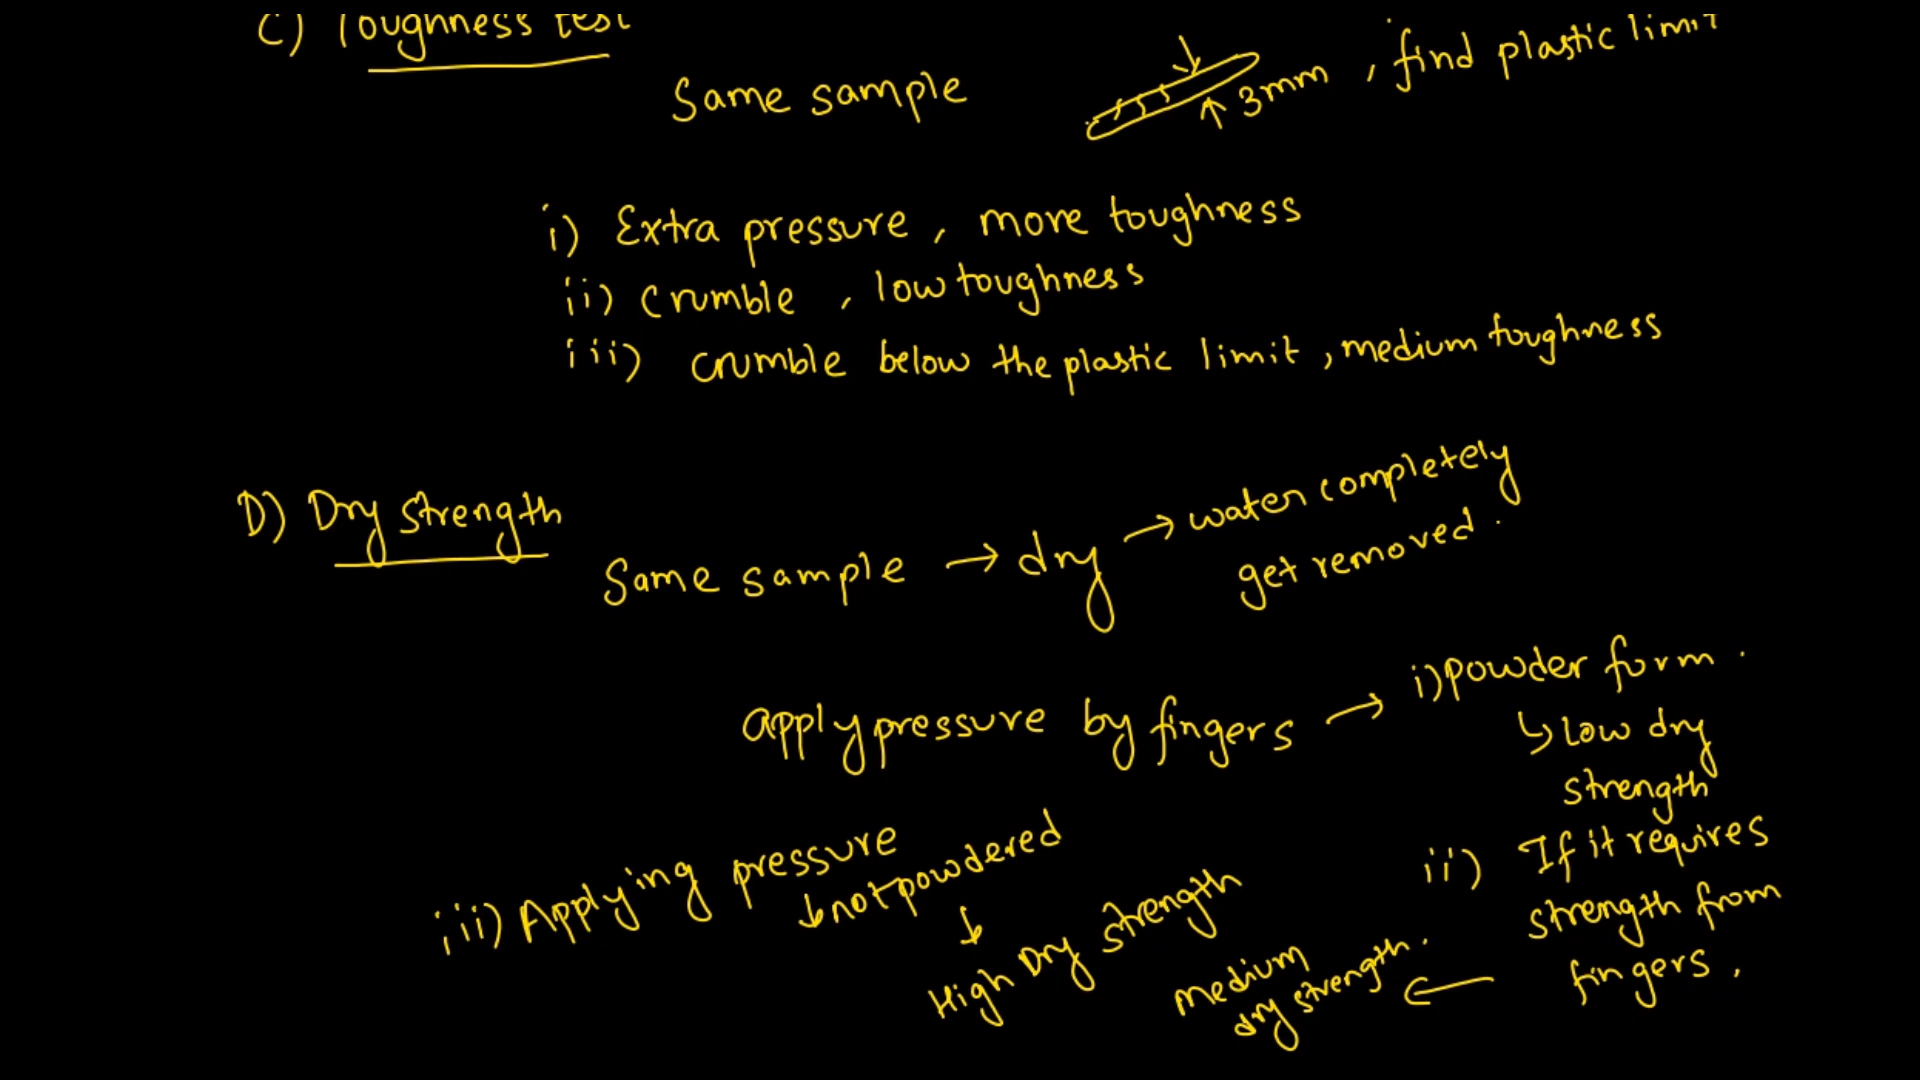 C) Toughness test
Same sample
3mm , find plastic limit
i) Extra pressure , more toughness
ii) Crumble , low toughness
iii) crumble below the plastic limit , medium toughness
D) Dry strength
Same sample → dry → water completely
get removed .
apply pressure by fingers → i) powder form .
↳ low dry
strength
ii) If it requires
strength from
fingers ,
← medium
dry strength .
iii) Applying pressure
↓ not powdered
↓
High Dry strength